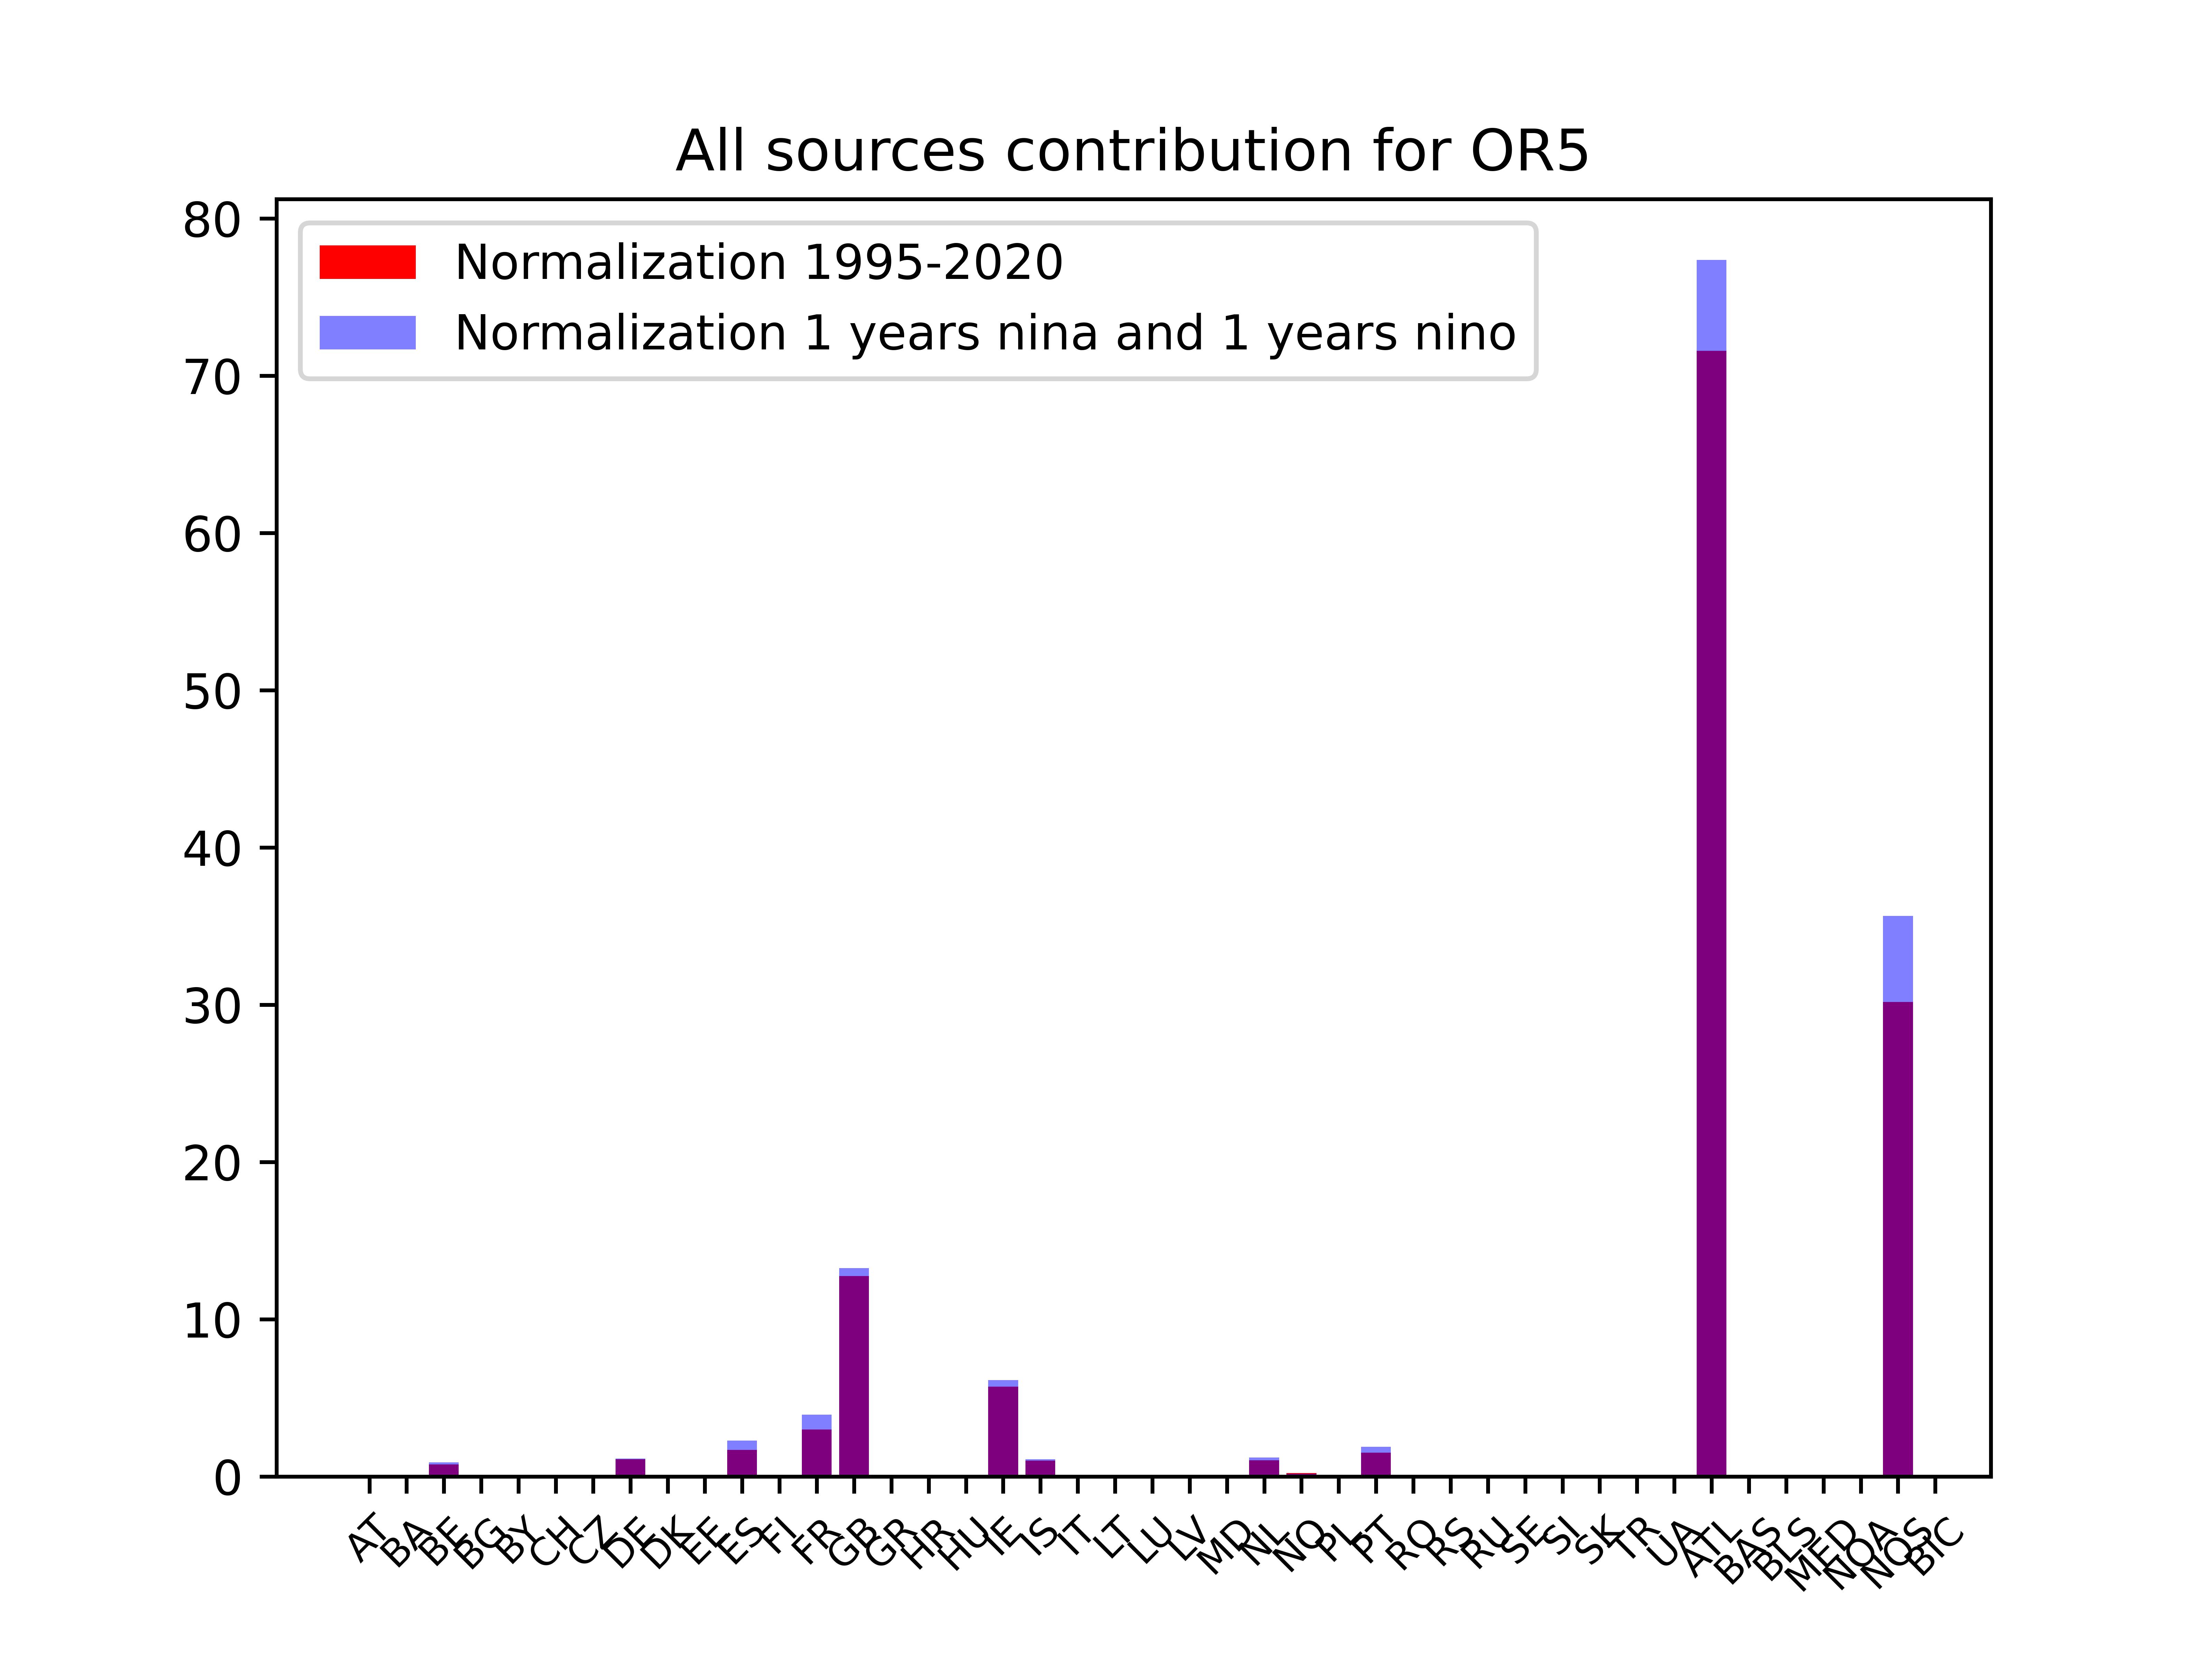 All sources contribution for OR5
Normalization 1995-2020
Normalization 1 years nina and 1 years nino
80
70
60
50
40
30
20
10
0
AT BA BE BG BY CH CZ DE DK EE ES FI FR GB GR HR HU IE IS IT LT LU LV MD NL NO PL PT RO RS RU SE SI SK TR UA ATL BAS BLS MED NOA NOS BIC